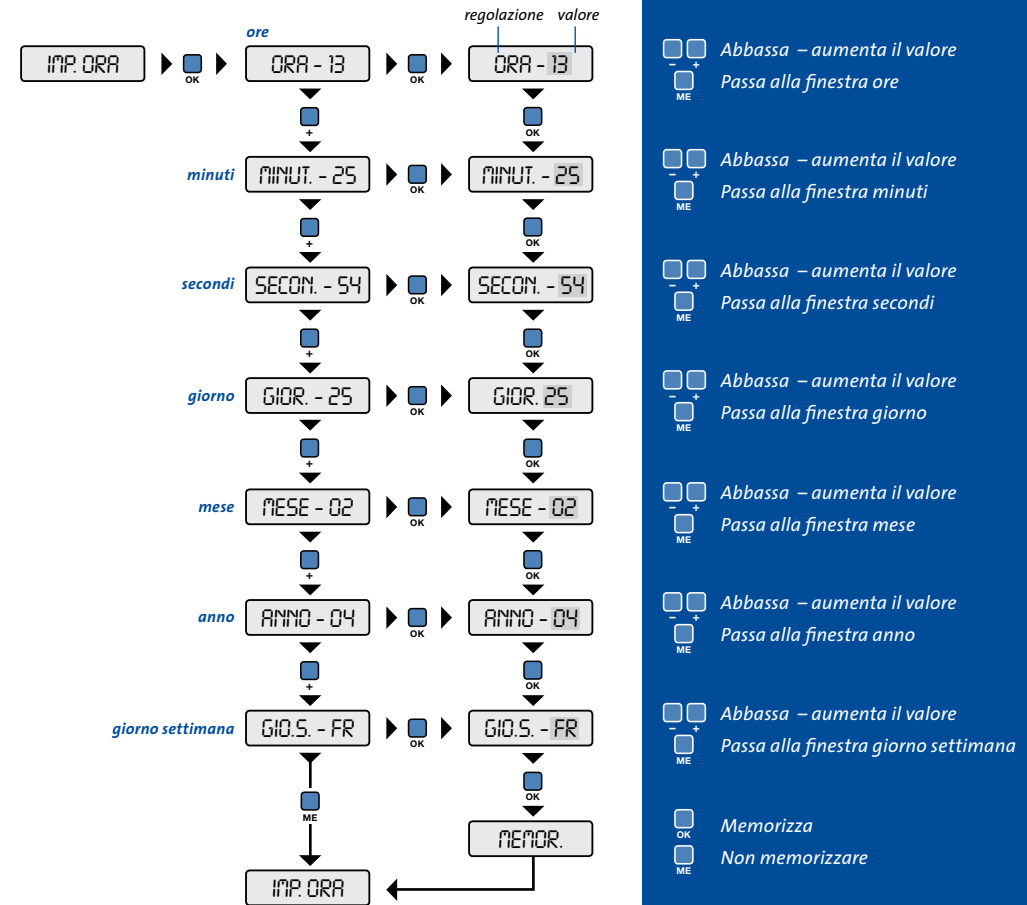 regolazione valore
ore
IMP. ORA
OK
ORA - 13
OK
ORA - 13
- +
Abbassa – aumenta il valore
ME
Passa alla finestra ore
+
OK
minuti
MINUT. - 25
OK
MINUT. - 25
- +
Abbassa – aumenta il valore
ME
Passa alla finestra minuti
+
OK
secondi
SECON. - 54
OK
SECON. - 54
- +
Abbassa – aumenta il valore
ME
Passa alla finestra secondi
+
OK
giorno
GIOR. - 25
OK
GIOR. 25
- +
Abbassa – aumenta il valore
ME
Passa alla finestra giorno
+
OK
mese
MESE - 02
OK
MESE - 02
- +
Abbassa – aumenta il valore
ME
Passa alla finestra mese
+
OK
anno
ANNO - 04
OK
ANNO - 04
- +
Abbassa – aumenta il valore
ME
Passa alla finestra anno
+
OK
giorno settimana
GIO.S. - FR
OK
GIO.S. - FR
- +
Abbassa – aumenta il valore
ME
Passa alla finestra giorno settimana
ME
OK
MEMOR.
IMP. ORA
OK
Memorizza
ME
Non memorizzare